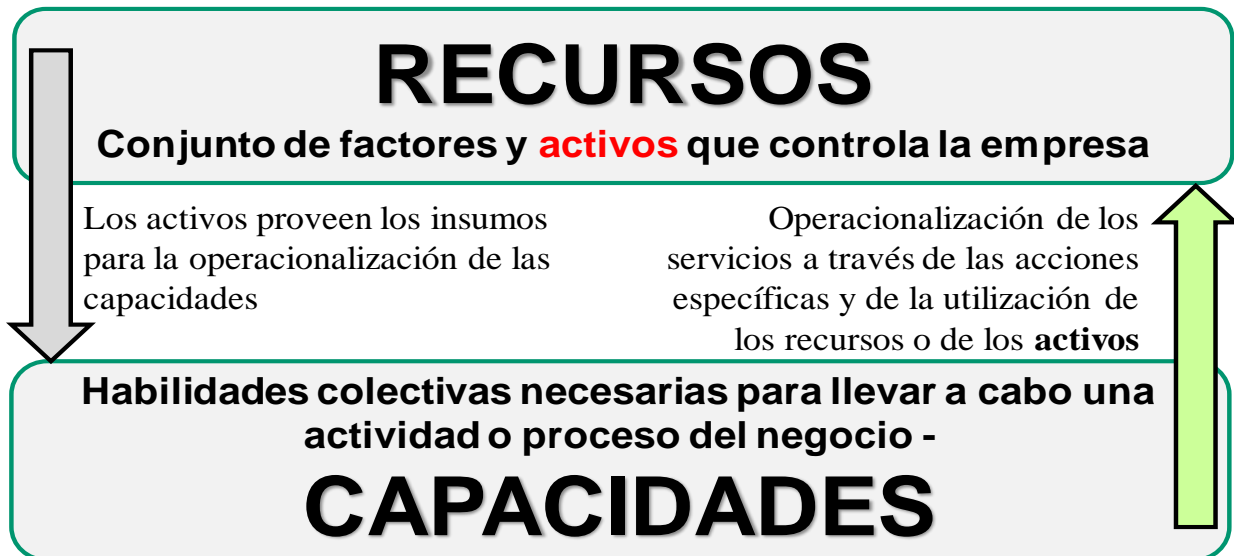 RECURSOS
Conjunto de factores y activos que controla la empresa
Los activos proveen los insumos
para la operacionalización de las
capacidades
Operacionalización de los
servicios a través de las acciones
específicas y de la utilización de
los recursos o de los activos
Habilidades colectivas necesarias para llevar a cabo una
actividad o proceso del negocio -
CAPACIDADES